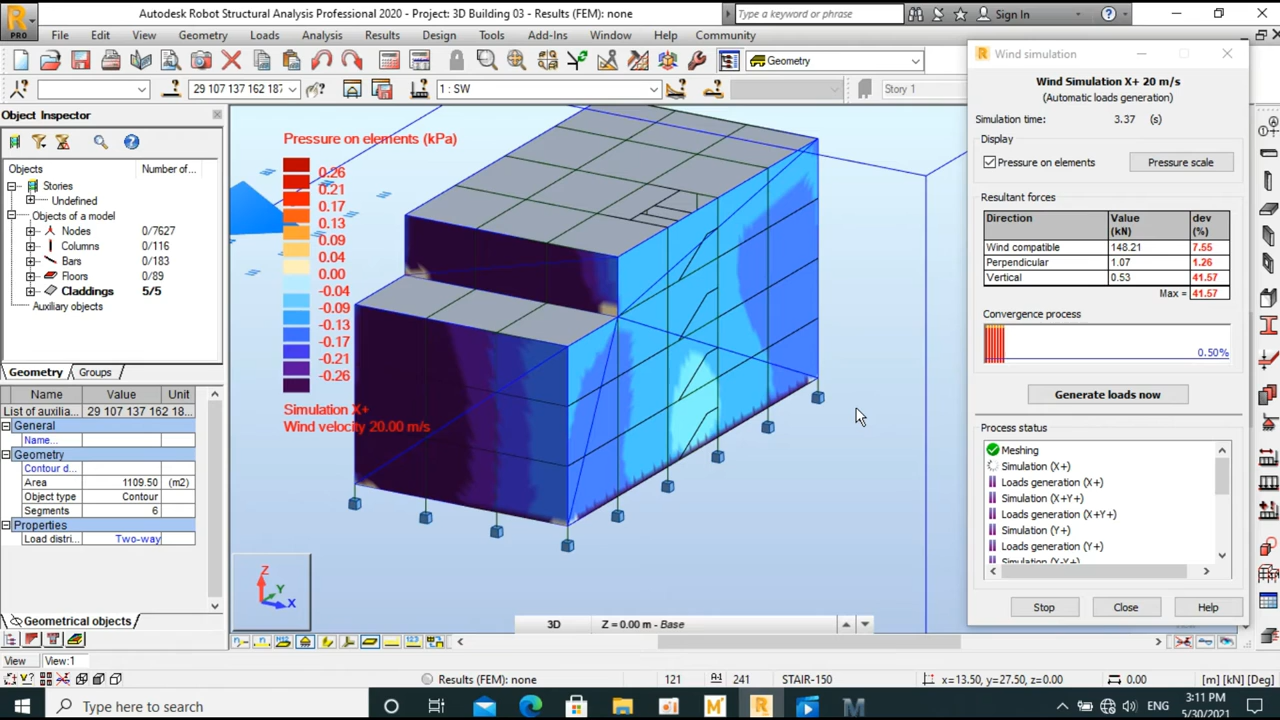 Autodesk Robot Structural Analysis Professional 2020 - Project: 3D Building 03 - Results (FEM): none
Type a keyword or phrase
Sign In
PRO
File Edit View Geometry Loads Analysis Results Design Tools Add-Ins Window Help Community
Geometry
29 107 137 162 187
1 : SW
Story 1
Object Inspector
Objects Number of...
Stories
Undefined
Objects of a model
Nodes 0/7627
Columns 0/116
Bars 0/183
Floors 0/89
Claddings 5/5
Auxiliary objects
Geometry Groups
Name Value Unit
List of auxilia... 29 107 137 162 18...
General
Name...
Geometry
Contour d...
Area 1109.50 (m2)
Object type Contour
Segments 6
Properties
Load distri... Two-way
Geometrical objects
Pressure on elements (kPa)
0.26
0.21
0.17
0.13
0.09
0.04
0.00
-0.04
-0.09
-0.13
-0.17
-0.21
-0.26
Simulation X+
Wind velocity 20.00 m/s
Z
Y
X
3D Z = 0.00 m - Base
Wind simulation
Wind Simulation X+ 20 m/s
(Automatic loads generation)
Simulation time: 3.37 (s)
Display
Pressure on elements Pressure scale
Resultant forces
Direction Value (kN) dev (%)
Wind compatible 148.21 7.55
Perpendicular 1.07 1.26
Vertical 0.53 41.57
Max = 41.57
Convergence process
0.50%
Generate loads now
Process status
Meshing
Simulation (X+)
Loads generation (X+)
Simulation (X+Y+)
Loads generation (X+Y+)
Simulation (Y+)
Loads generation (Y+)
Simulation (X-Y+)
Stop Close Help
View View:1
Results (FEM): none 121 241 STAIR-150 x=13.50, y=27.50, z=0.00 0.00 [m] [kN] [Deg]
Type here to search
ENG
3:11 PM
5/30/2021